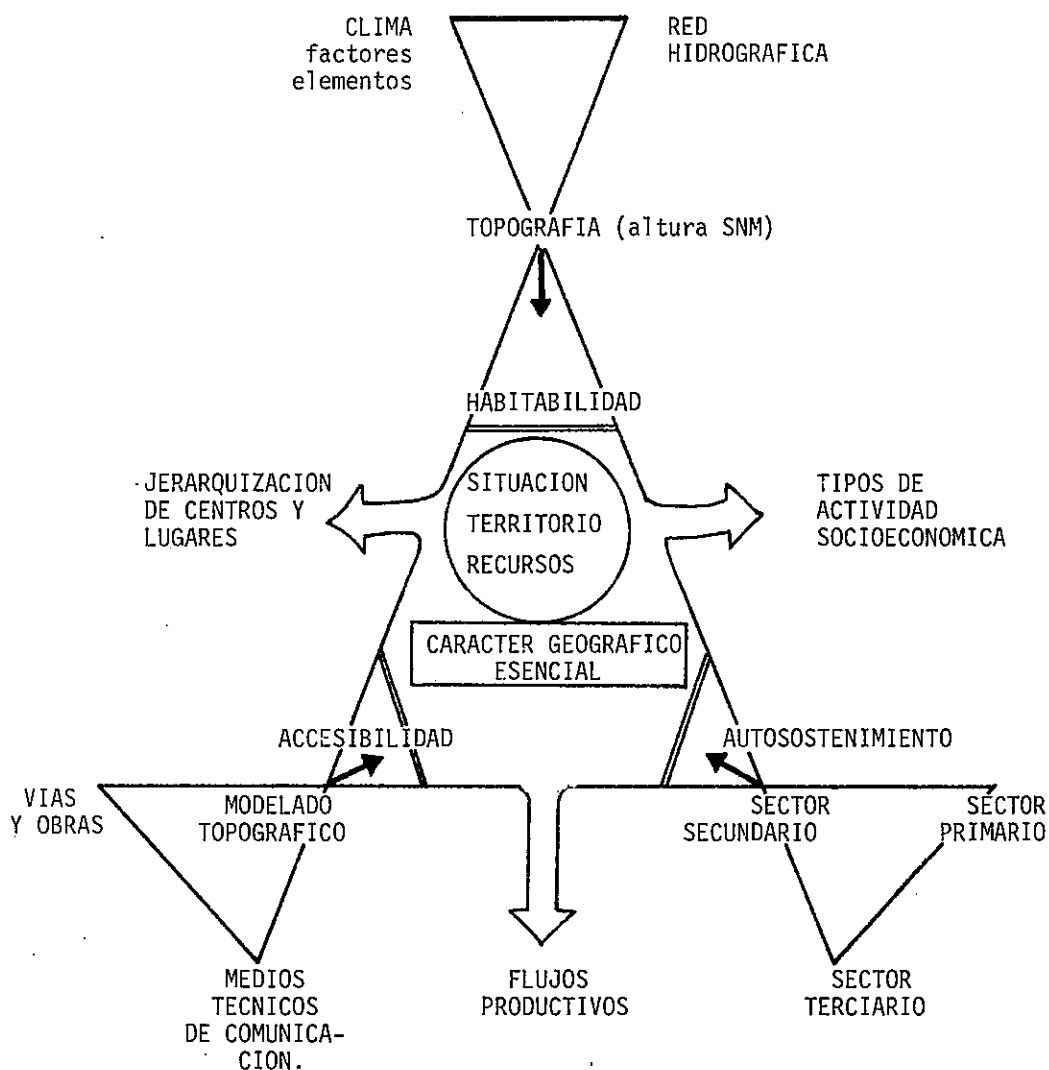 CLIMA
factores
elementos
RED
HIDROGRAFICA
TOPOGRAFIA (altura SNM)
HABITABILIDAD
JERARQUIZACION
DE CENTROS Y
LUGARES
SITUACION
TERRITORIO
RECURSOS
TIPOS DE
ACTIVIDAD
SOCIOECONOMICA
CARACTER GEOGRAFICO
ESENCIAL
ACCESIBILIDAD
AUTOSOSTENIMIENTO
VIAS
Y OBRAS
MODELADO
TOPOGRAFICO
SECTOR
SECUNDARIO
SECTOR
PRIMARIO
MEDIOS
TECNICOS
DE COMUNICA-
CION.
FLUJOS
PRODUCTIVOS
SECTOR
TERCIARIO